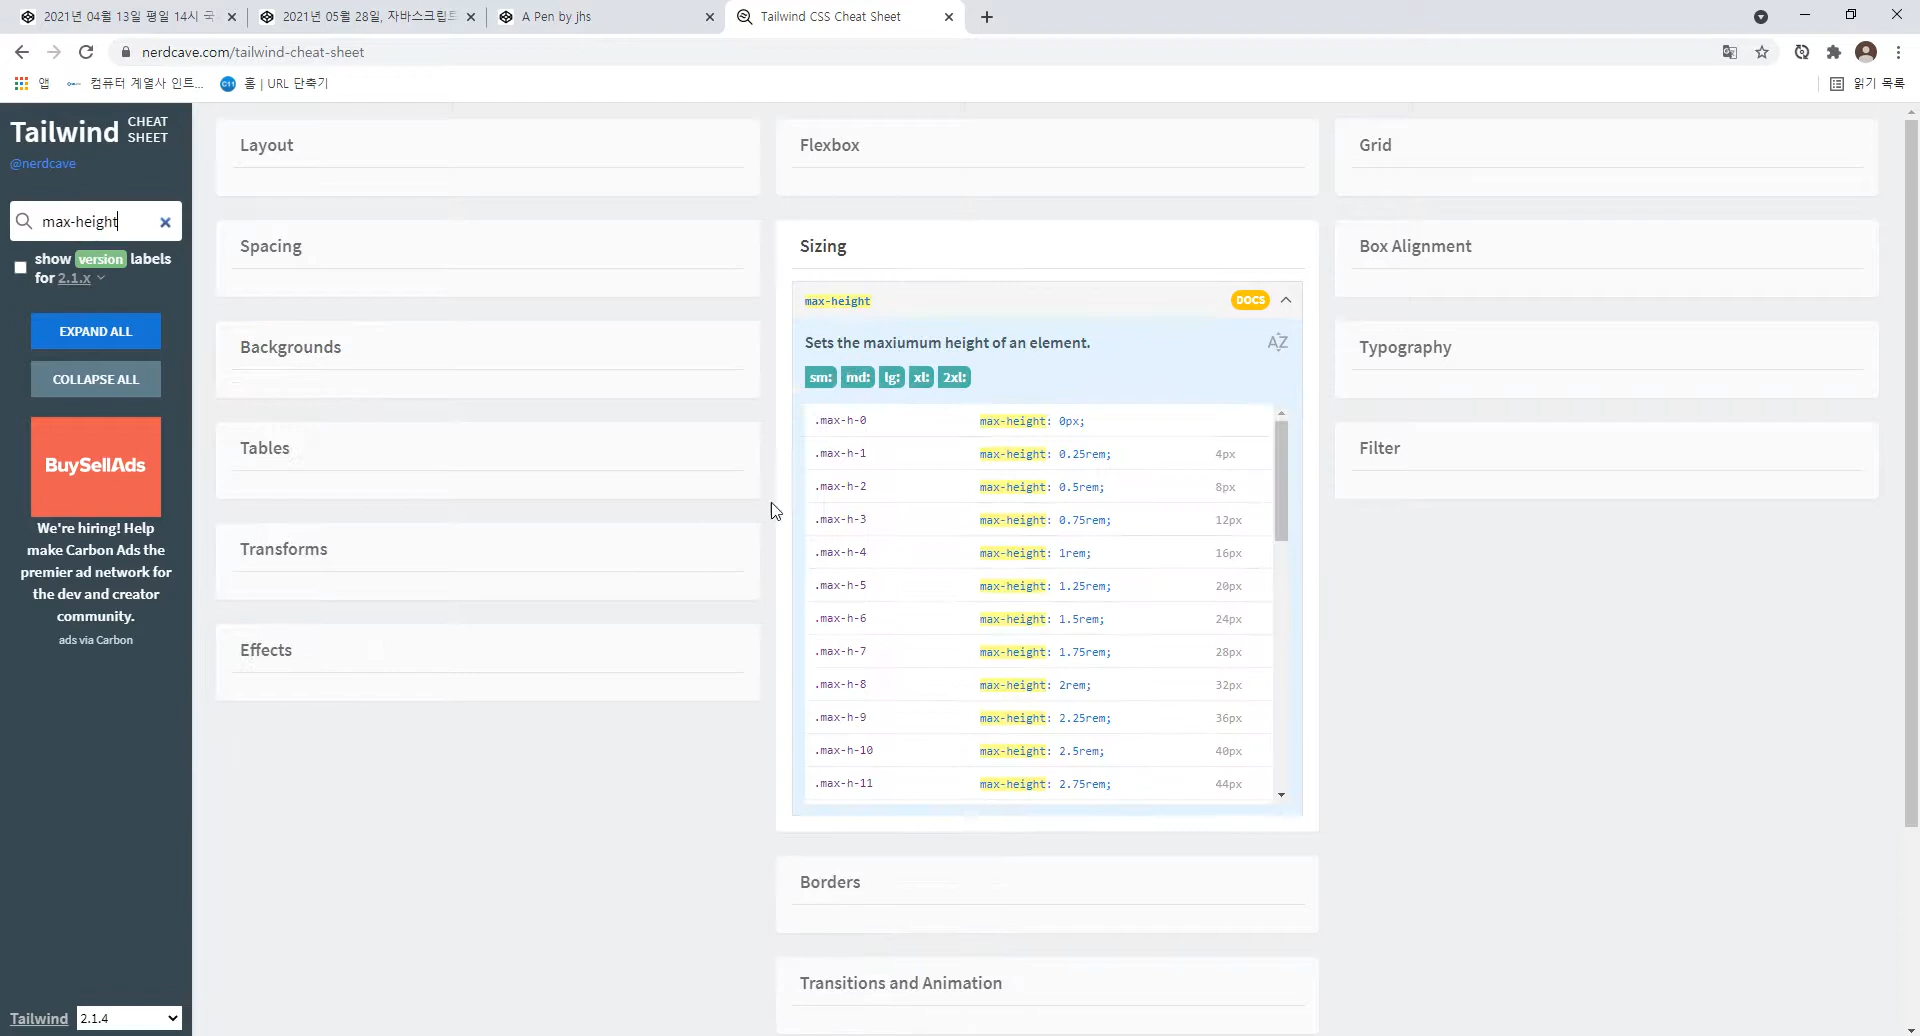 2021년 04월 13일 평일 14시 국
2021년 05월 28일, 자바스크립트
A Pen by jhs
Tailwind CSS Cheat Sheet
nerdcave.com/tailwind-cheat-sheet
앱
컴퓨터 계열사 인트...
홈 | URL 단축기
읽기 목록
Tailwind CHEAT SHEET
@nerdcave
max-height
show version labels
for 2.1.x
EXPAND ALL
COLLAPSE ALL
BuySellAds
We're hiring! Help
make Carbon Ads the
premier ad network for
the dev and creator
community.
ads via Carbon
Tailwind 2.1.4
Layout
Spacing
Backgrounds
Tables
Transforms
Effects
Flexbox
Sizing
max-height DOCS
Sets the maxiumum height of an element.
AZ
sm: md: lg: xl: 2xl:
.max-h-0 max-height: 0px;
.max-h-1 max-height: 0.25rem; 4px
.max-h-2 max-height: 0.5rem; 8px
.max-h-3 max-height: 0.75rem; 12px
.max-h-4 max-height: 1rem; 16px
.max-h-5 max-height: 1.25rem; 20px
.max-h-6 max-height: 1.5rem; 24px
.max-h-7 max-height: 1.75rem; 28px
.max-h-8 max-height: 2rem; 32px
.max-h-9 max-height: 2.25rem; 36px
.max-h-10 max-height: 2.5rem; 40px
.max-h-11 max-height: 2.75rem; 44px
Borders
Transitions and Animation
Grid
Box Alignment
Typography
Filter